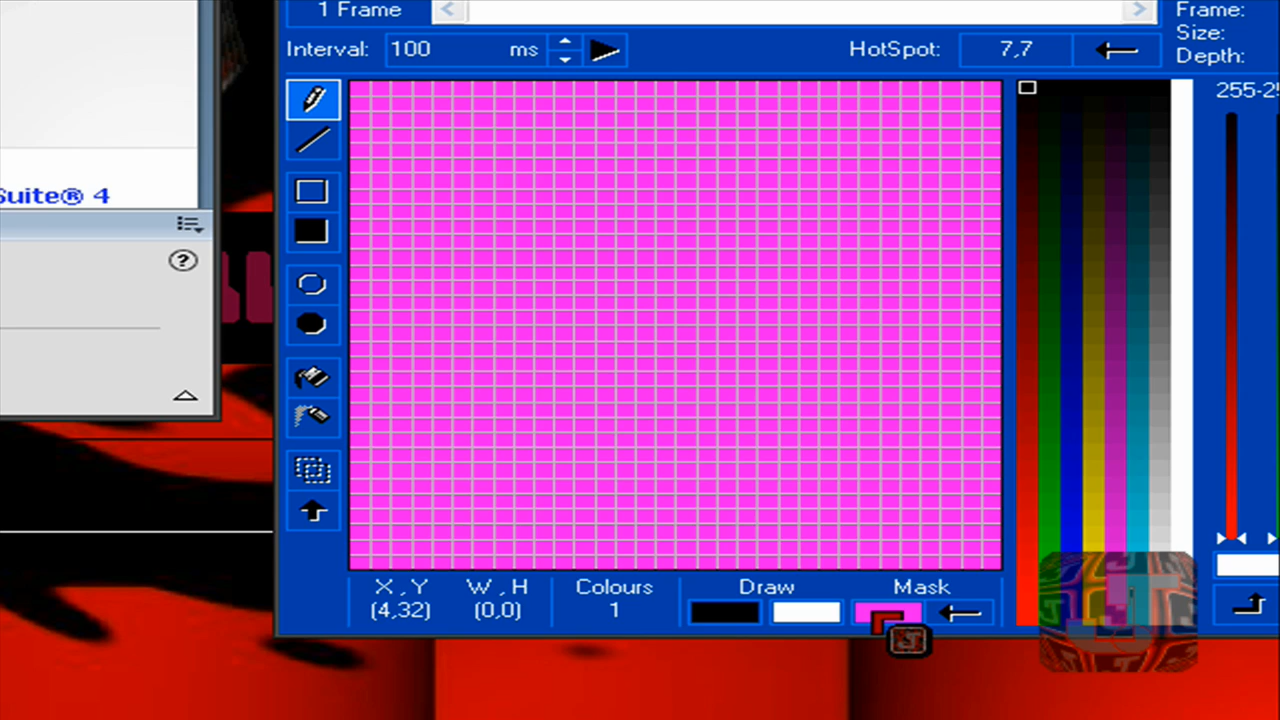 1 Frame
Frame:
Size:
Depth:
Interval: 100 ms
HotSpot: 7,7
Suite® 4
?
X , Y
(4,32)
W , H
(0,0)
Colours
1
Draw
Mask